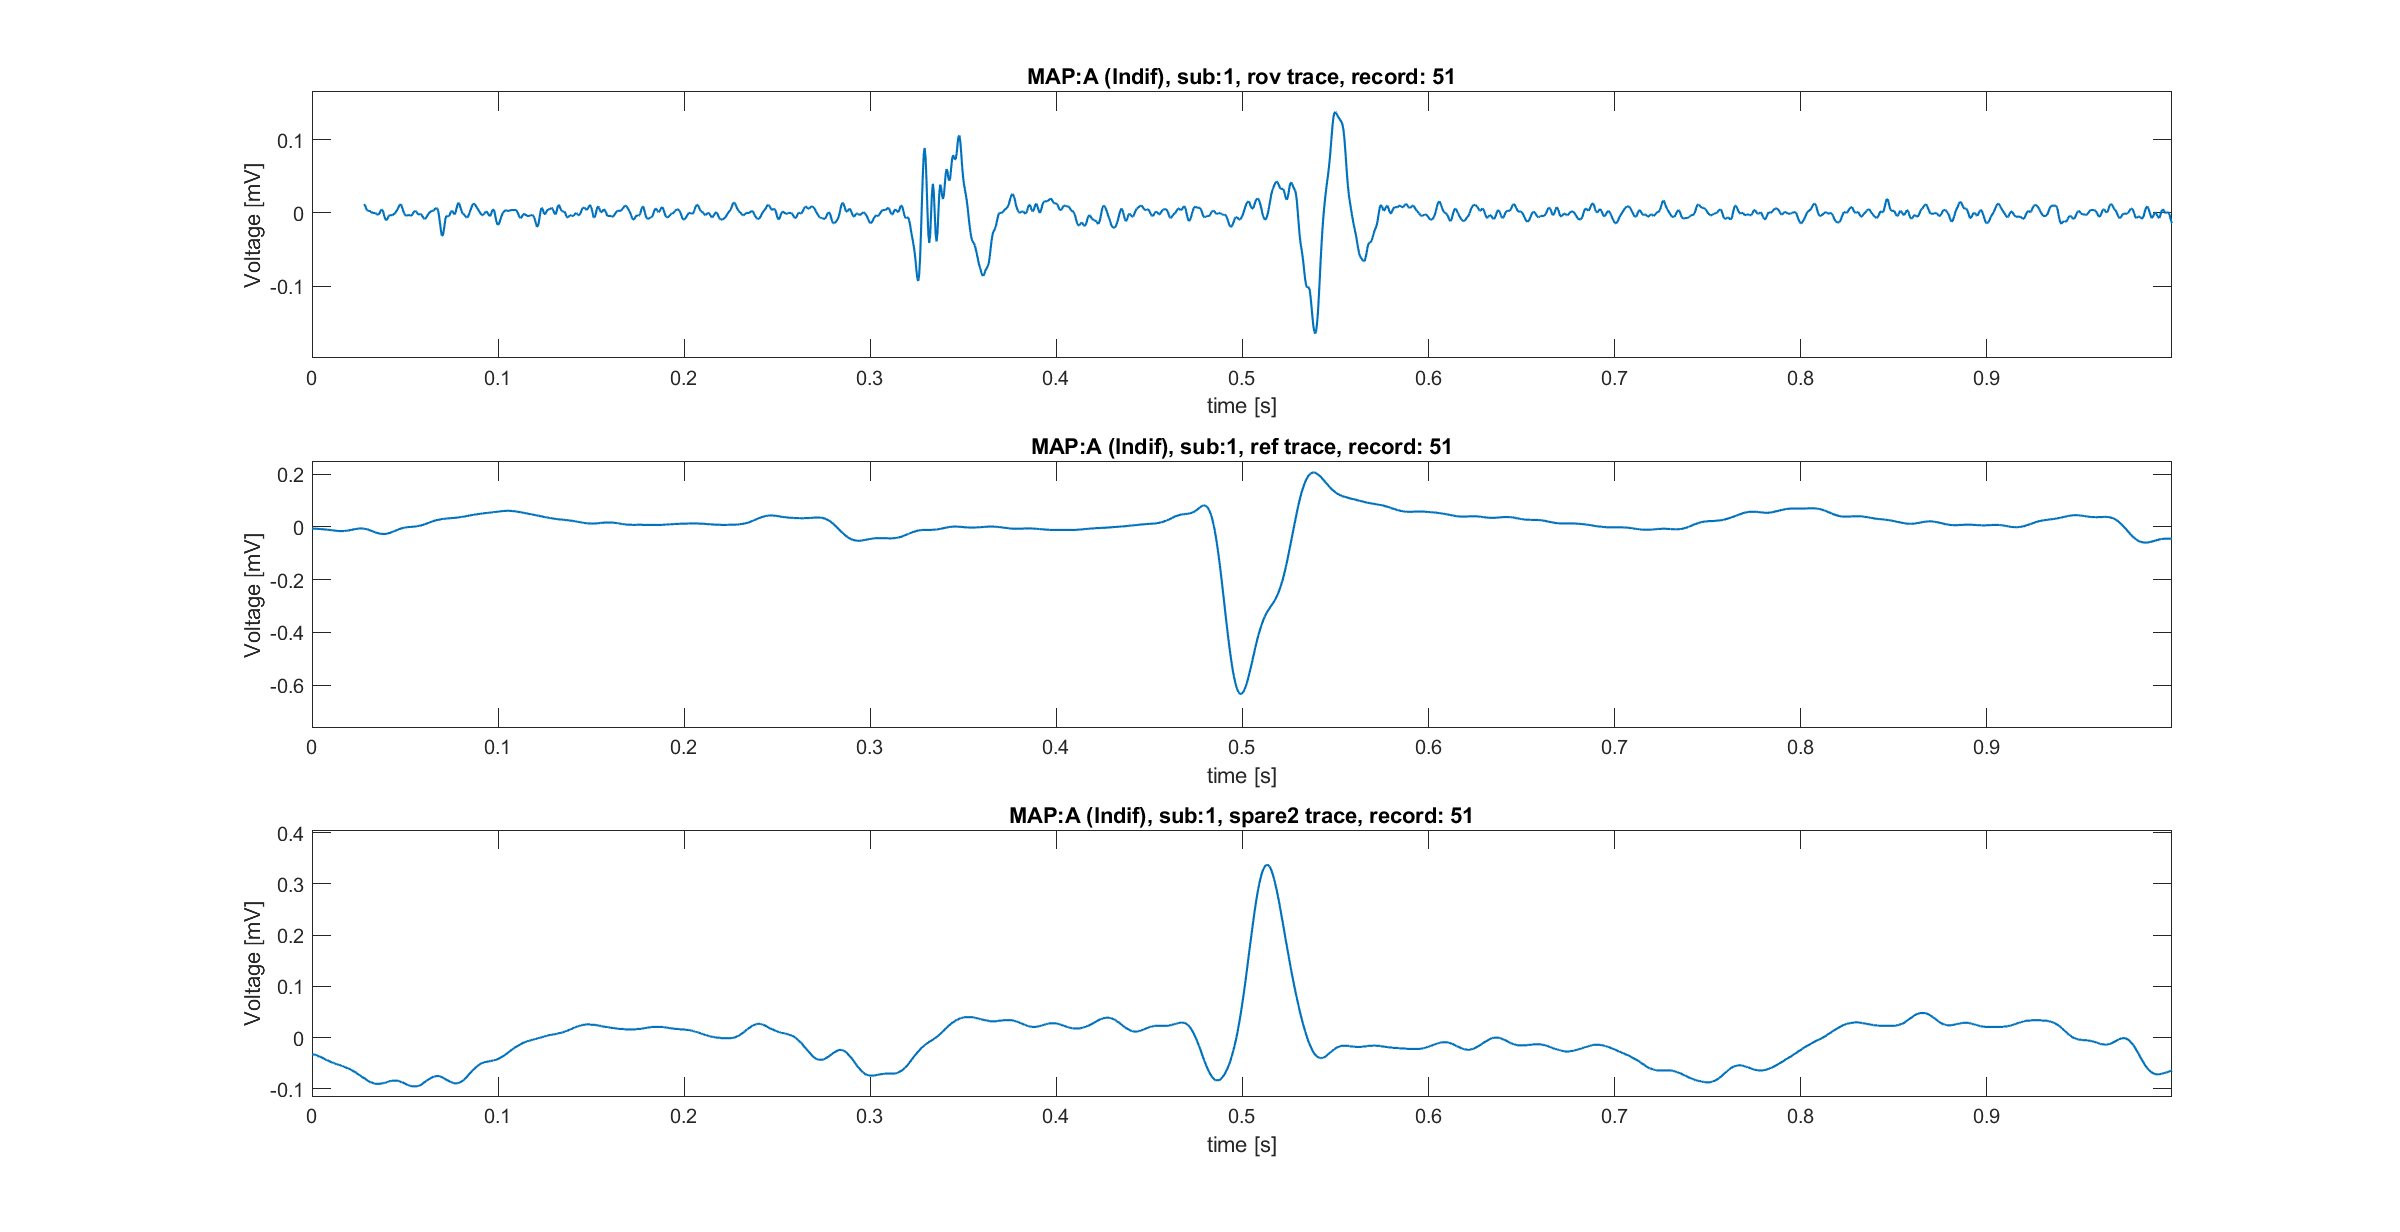 MAP:A (Indif), sub:1, rov trace, record: 51
Voltage [mV]
0.1
0
-0.1
0 0.1 0.2 0.3 0.4 0.5 0.6 0.7 0.8 0.9
time [s]
MAP:A (Indif), sub:1, ref trace, record: 51
Voltage [mV]
0.2
0
-0.2
-0.4
-0.6
0 0.1 0.2 0.3 0.4 0.5 0.6 0.7 0.8 0.9
time [s]
MAP:A (Indif), sub:1, spare2 trace, record: 51
Voltage [mV]
0.4
0.3
0.2
0.1
0
-0.1
0 0.1 0.2 0.3 0.4 0.5 0.6 0.7 0.8 0.9
time [s]